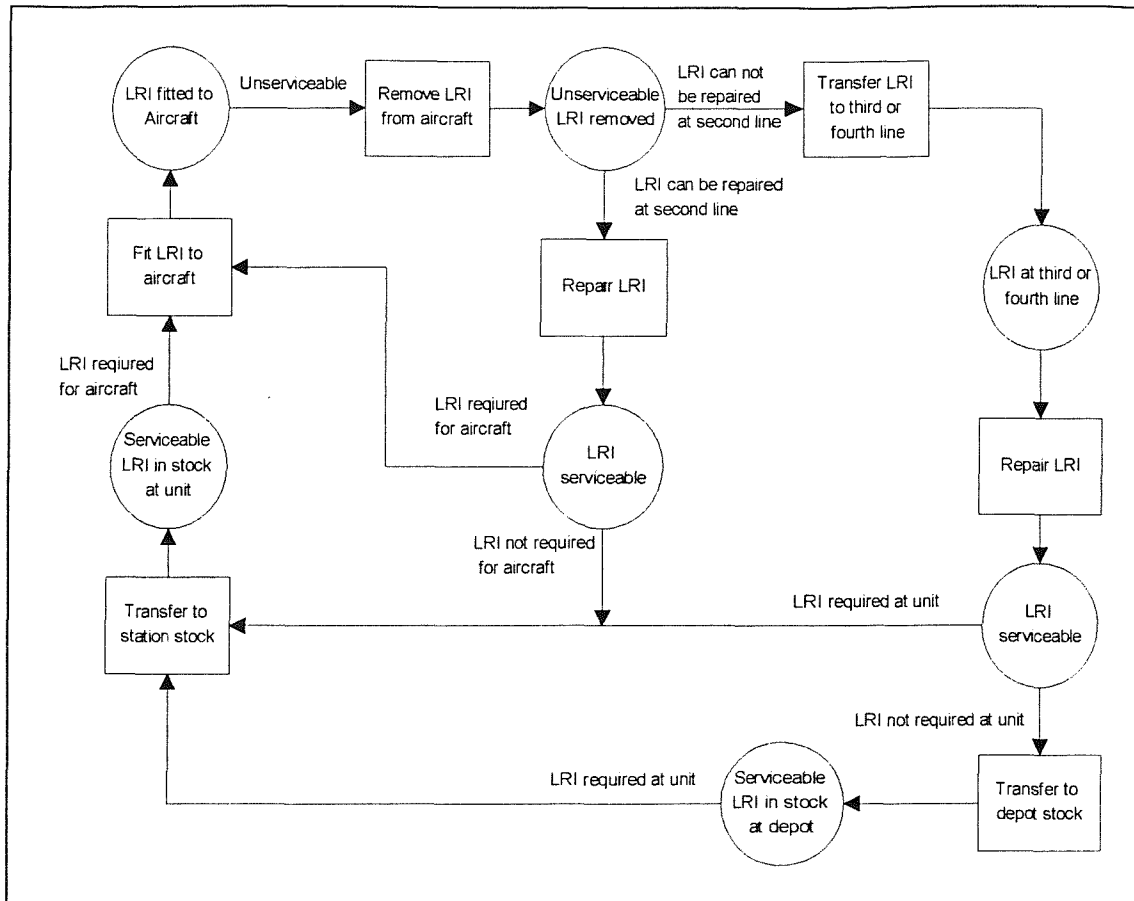 LRI fitted to
Aircraft
Unserviceable
Remove LRI
from aircraft
Unserviceable
LRI removed
LRI can not
be repaired
at second line
Transfer LRI
to third or
fourth line
LRI can be repaired
at second line
Fit LRI to
aircraft
Repair LRI
LRI at third or
fourth line
LRI reqiured
for aircraft
LRI reqiured
for aircraft
Serviceable
LRI in stock
at unit
LRI
serviceable
Repair LRI
LRI not required
for aircraft
Transfer to
station stock
LRI required at unit
LRI
serviceable
LRI not required at unit
LRI required at unit
Serviceable
LRI in stock
at depot
Transfer to
depot stock